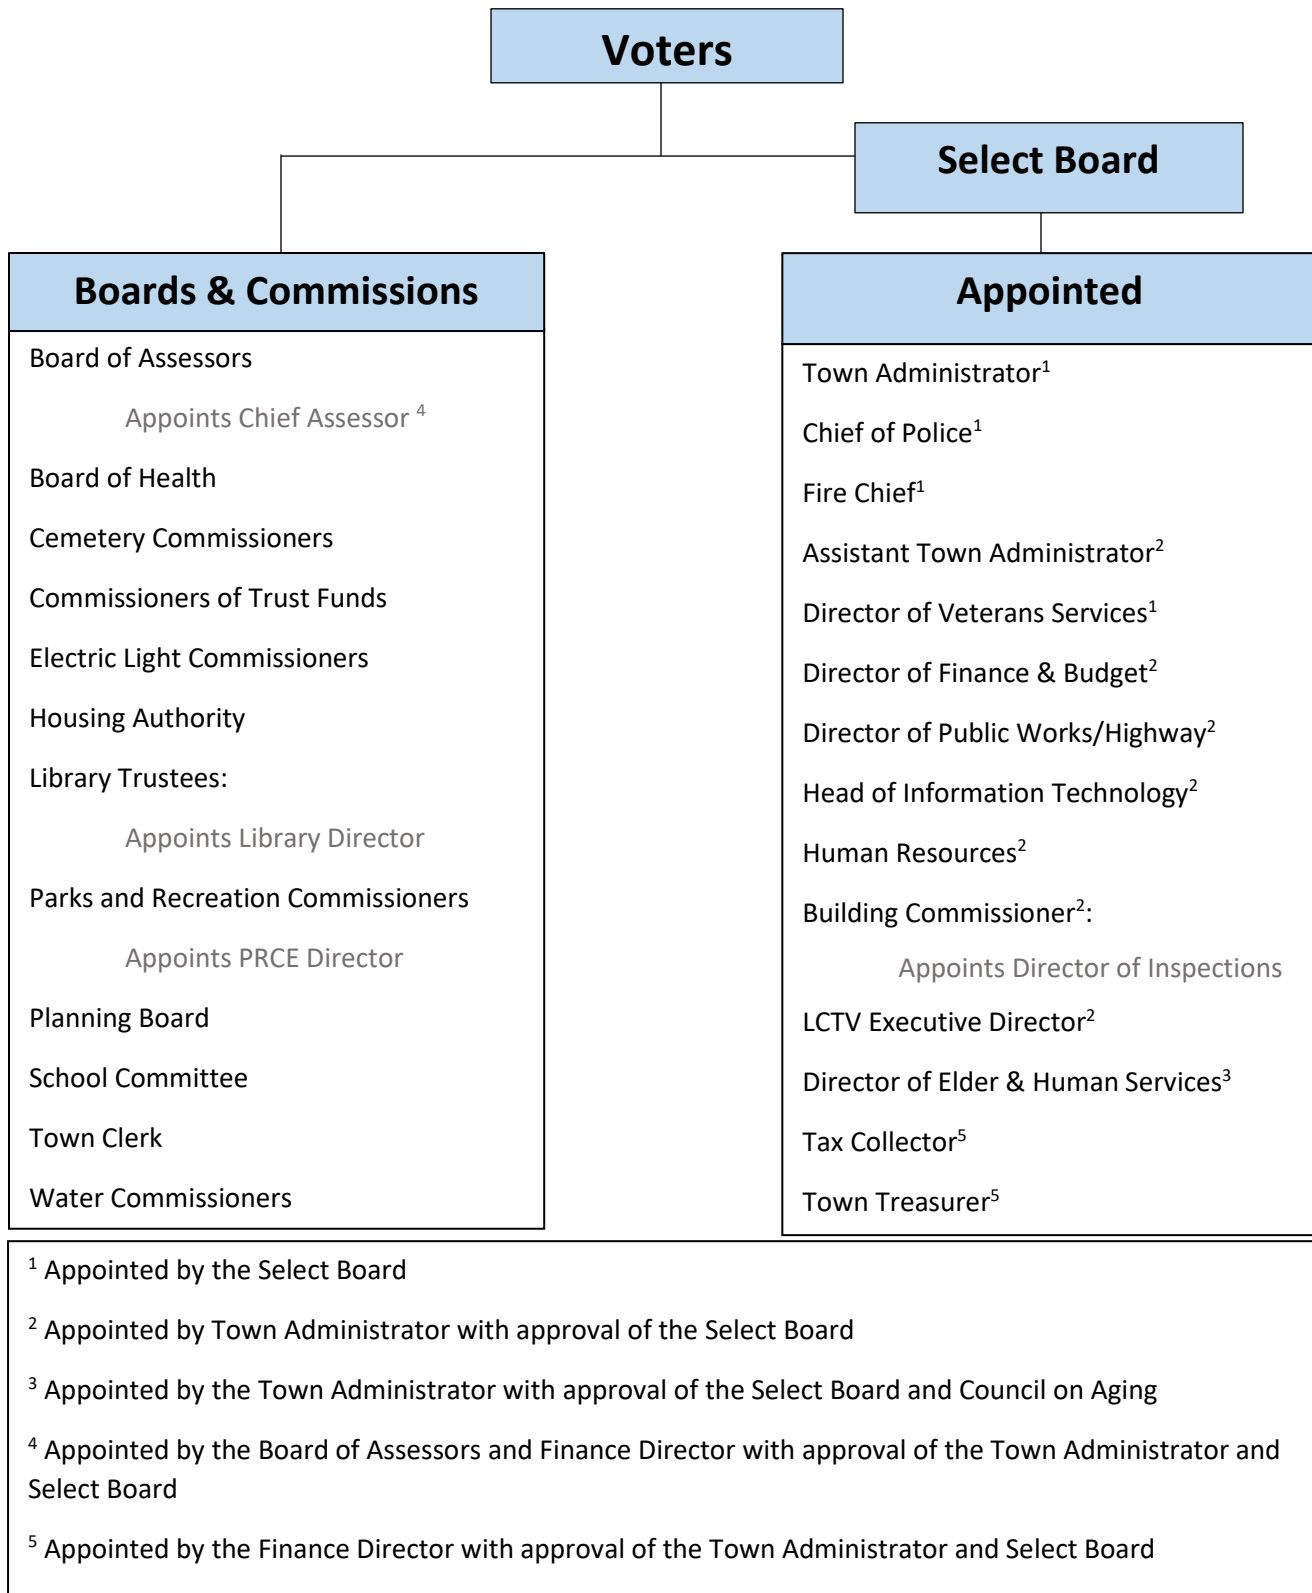 Voters
Select Board
Boards & Commissions
Board of Assessors
Appoints Chief Assessor ⁴
Board of Health
Cemetery Commissioners
Commissioners of Trust Funds
Electric Light Commissioners
Housing Authority
Library Trustees:
Appoints Library Director
Parks and Recreation Commissioners
Appoints PRCE Director
Planning Board
School Committee
Town Clerk
Water Commissioners
Appointed
Town Administrator¹
Chief of Police¹
Fire Chief¹
Assistant Town Administrator²
Director of Veterans Services¹
Director of Finance & Budget²
Director of Public Works/Highway²
Head of Information Technology²
Human Resources²
Building Commissioner²:
Appoints Director of Inspections
LCTV Executive Director²
Director of Elder & Human Services³
Tax Collector⁵
Town Treasurer⁵
¹ Appointed by the Select Board
² Appointed by Town Administrator with approval of the Select Board
³ Appointed by the Town Administrator with approval of the Select Board and Council on Aging
⁴ Appointed by the Board of Assessors and Finance Director with approval of the Town Administrator and
Select Board
⁵ Appointed by the Finance Director with approval of the Town Administrator and Select Board